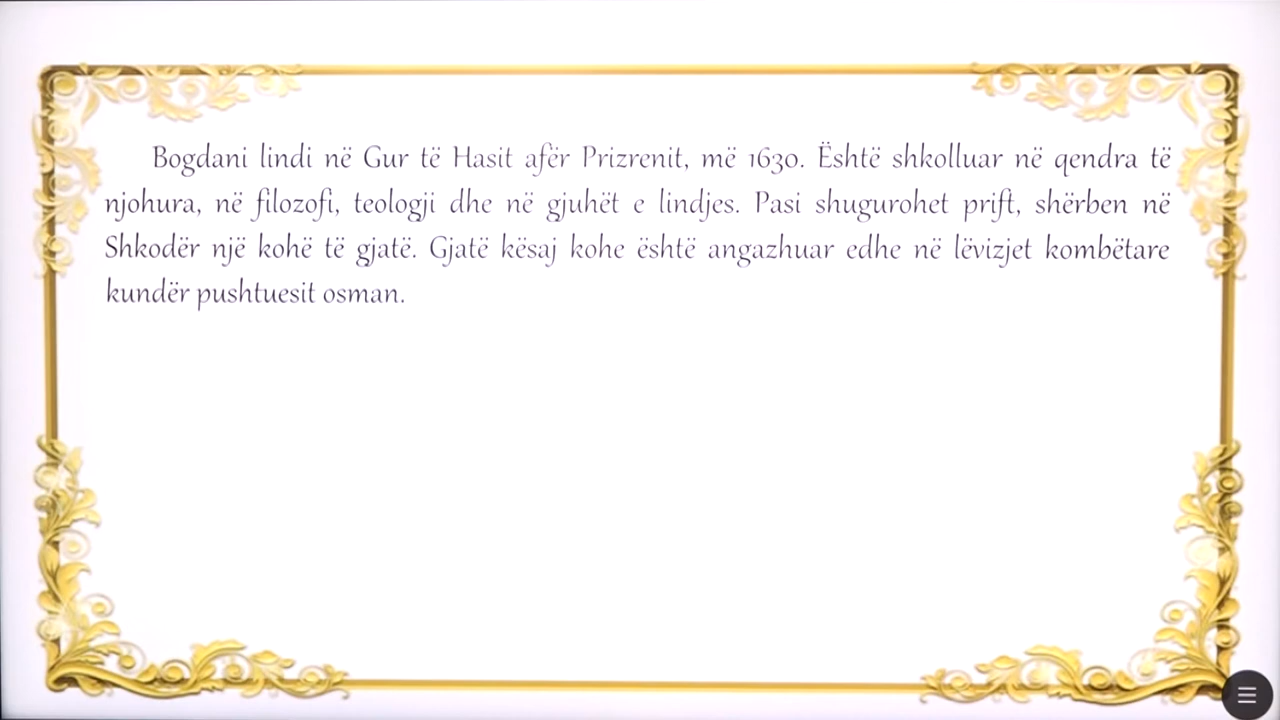 Bogdani lindi në Gur të Hasit afër Prizrenit, më 1630. Është shkolluar në qendra të
njohura, në filozofi, teologji dhe në gjuhët e lindjes. Pasi shugurohet prift, shërben në
Shkodër një kohë të gjatë. Gjatë kësaj kohe është angazhuar edhe në lëvizjet kombëtare
kundër pushtuesit osman.